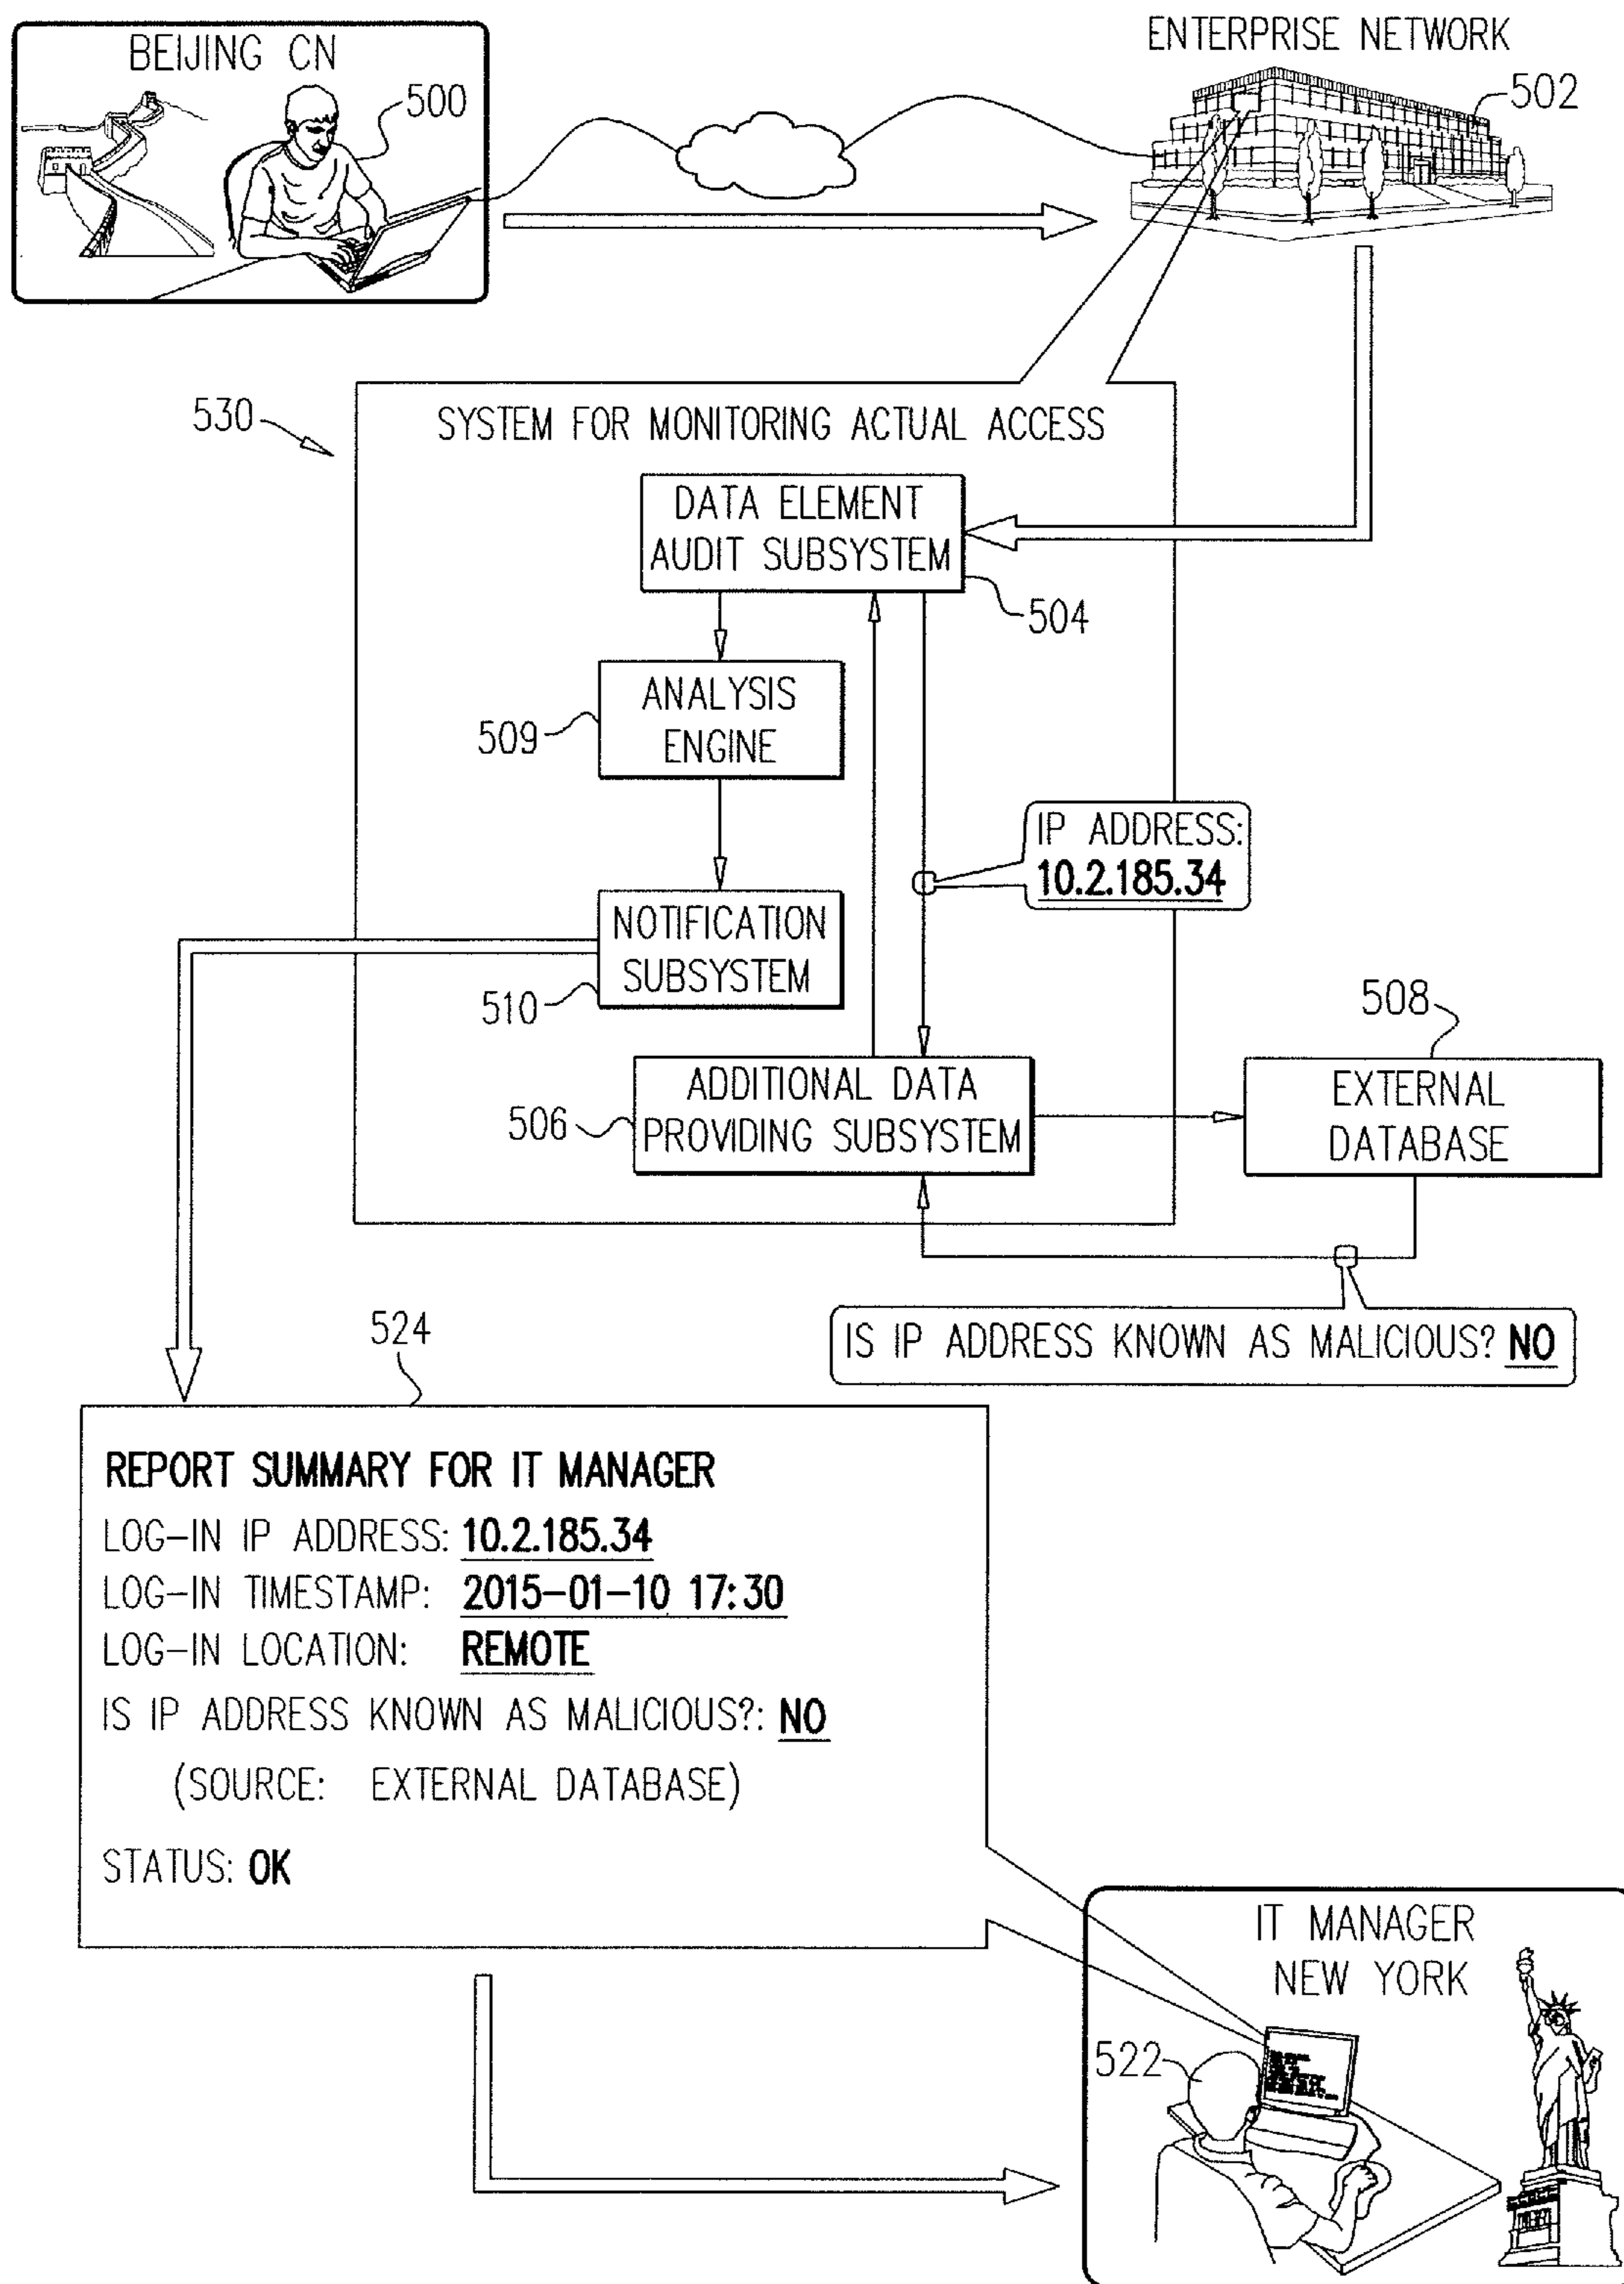 BEIJING CN
500
ENTERPRISE NETWORK
502
530
SYSTEM FOR MONITORING ACTUAL ACCESS
DATA ELEMENT
AUDIT SUBSYSTEM
504
ANALYSIS
ENGINE
509
IP ADDRESS:
10.2.185.34
NOTIFICATION
SUBSYSTEM
510
508
ADDITIONAL DATA
PROVIDING SUBSYSTEM
506
EXTERNAL
DATABASE
IS IP ADDRESS KNOWN AS MALICIOUS? NO
524
REPORT SUMMARY FOR IT MANAGER
LOG-IN IP ADDRESS: 10.2.185.34
LOG-IN TIMESTAMP: 2015-01-10 17:30
LOG-IN LOCATION: REMOTE
IS IP ADDRESS KNOWN AS MALICIOUS?: NO
(SOURCE: EXTERNAL DATABASE)
STATUS: OK
IT MANAGER
NEW YORK
522